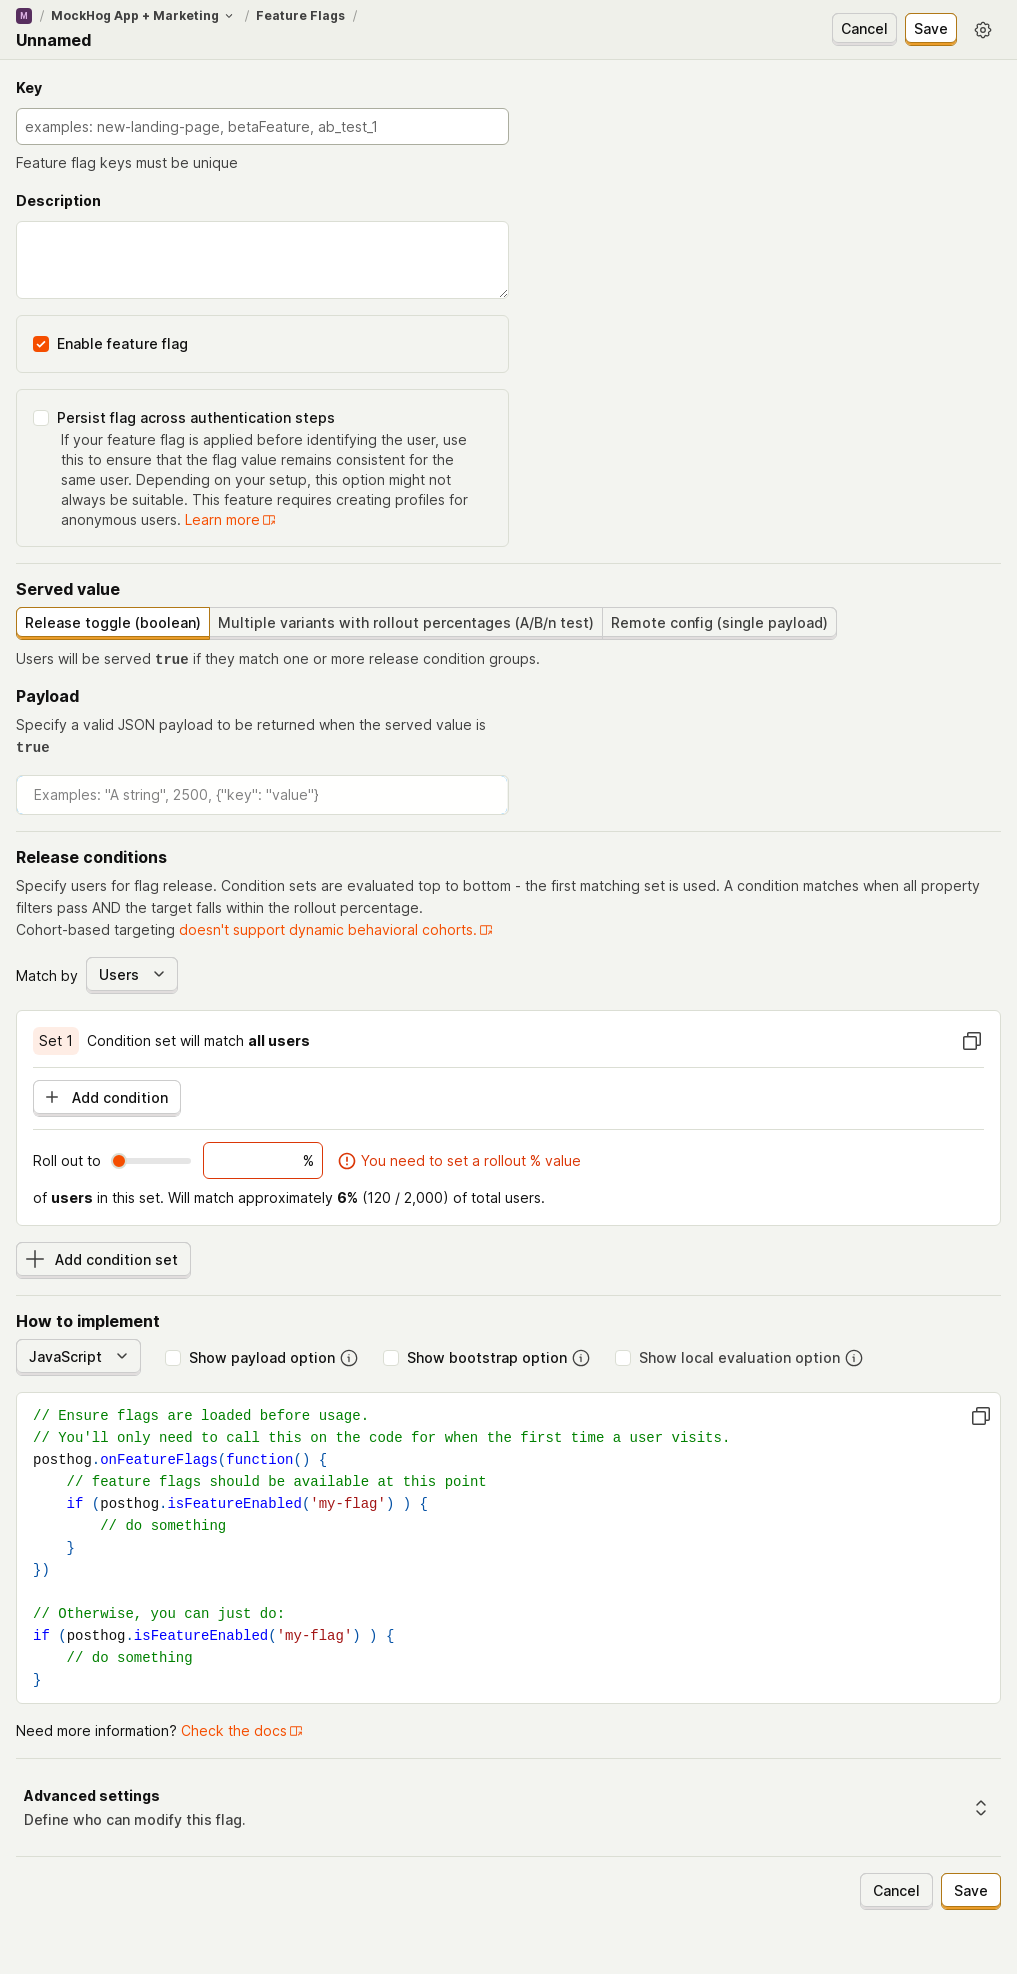 M / MockHog App + Marketing / Feature Flags /
Unnamed
Cancel
Save
Key
examples: new-landing-page, betaFeature, ab_test_1
Feature flag keys must be unique
Description
Enable feature flag
Persist flag across authentication steps
If your feature flag is applied before identifying the user, use
this to ensure that the flag value remains consistent for the
same user. Depending on your setup, this option might not
always be suitable. This feature requires creating profiles for
anonymous users. Learn more
Served value
Release toggle (boolean)
Multiple variants with rollout percentages (A/B/n test)
Remote config (single payload)
Users will be served true if they match one or more release condition groups.
Payload
Specify a valid JSON payload to be returned when the served value is
true
Examples: "A string", 2500, {"key": "value"}
Release conditions
Specify users for flag release. Condition sets are evaluated top to bottom - the first matching set is used. A condition matches when all property
filters pass AND the target falls within the rollout percentage.
Cohort-based targeting doesn't support dynamic behavioral cohorts.
Match by Users
Set 1 Condition set will match all users
Add condition
Roll out to % You need to set a rollout % value
of users in this set. Will match approximately 6% (120 / 2,000) of total users.
Add condition set
How to implement
JavaScript
Show payload option
Show bootstrap option
Show local evaluation option
// Ensure flags are loaded before usage.
// You'll only need to call this on the code for when the first time a user visits.
posthog.onFeatureFlags(function() {
    // feature flags should be available at this point
    if (posthog.isFeatureEnabled('my-flag') ) {
        // do something
    }
})
// Otherwise, you can just do:
if (posthog.isFeatureEnabled('my-flag') ) {
    // do something
}
Need more information? Check the docs
Advanced settings
Define who can modify this flag.
Cancel
Save